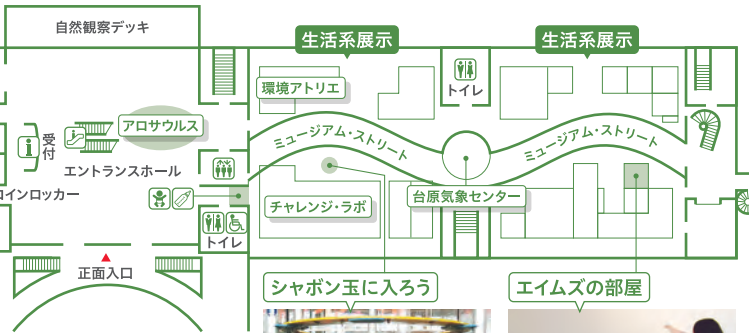 自然観察デッキ
生活系展示
生活系展示
トイレ
環境アトリエ
アロサウルス
受付
ミュージアム・ストリート
ミュージアム・ストリート
エントランスホール
コインロッカー
チャレンジ・ラボ
台原気象センター
トイレ
正面入口
シャボン玉に入ろう
エイムズの部屋